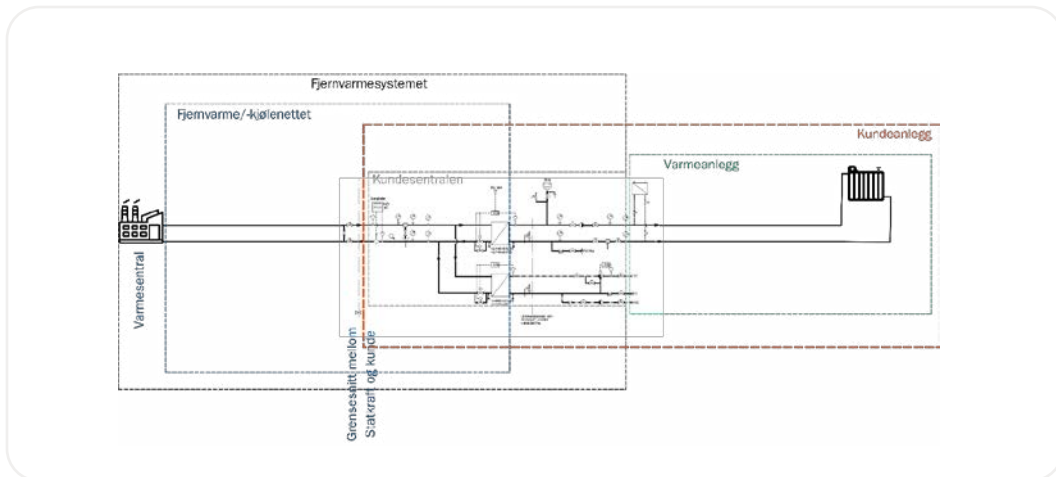 Fjernvarmesystemet
Fjernvarme/-kjølenettet
Kundeanlegg
Varmeanlegg
Kundesentralen
Varmesentral
Grensesnitt mellom
Statkraft og kunde